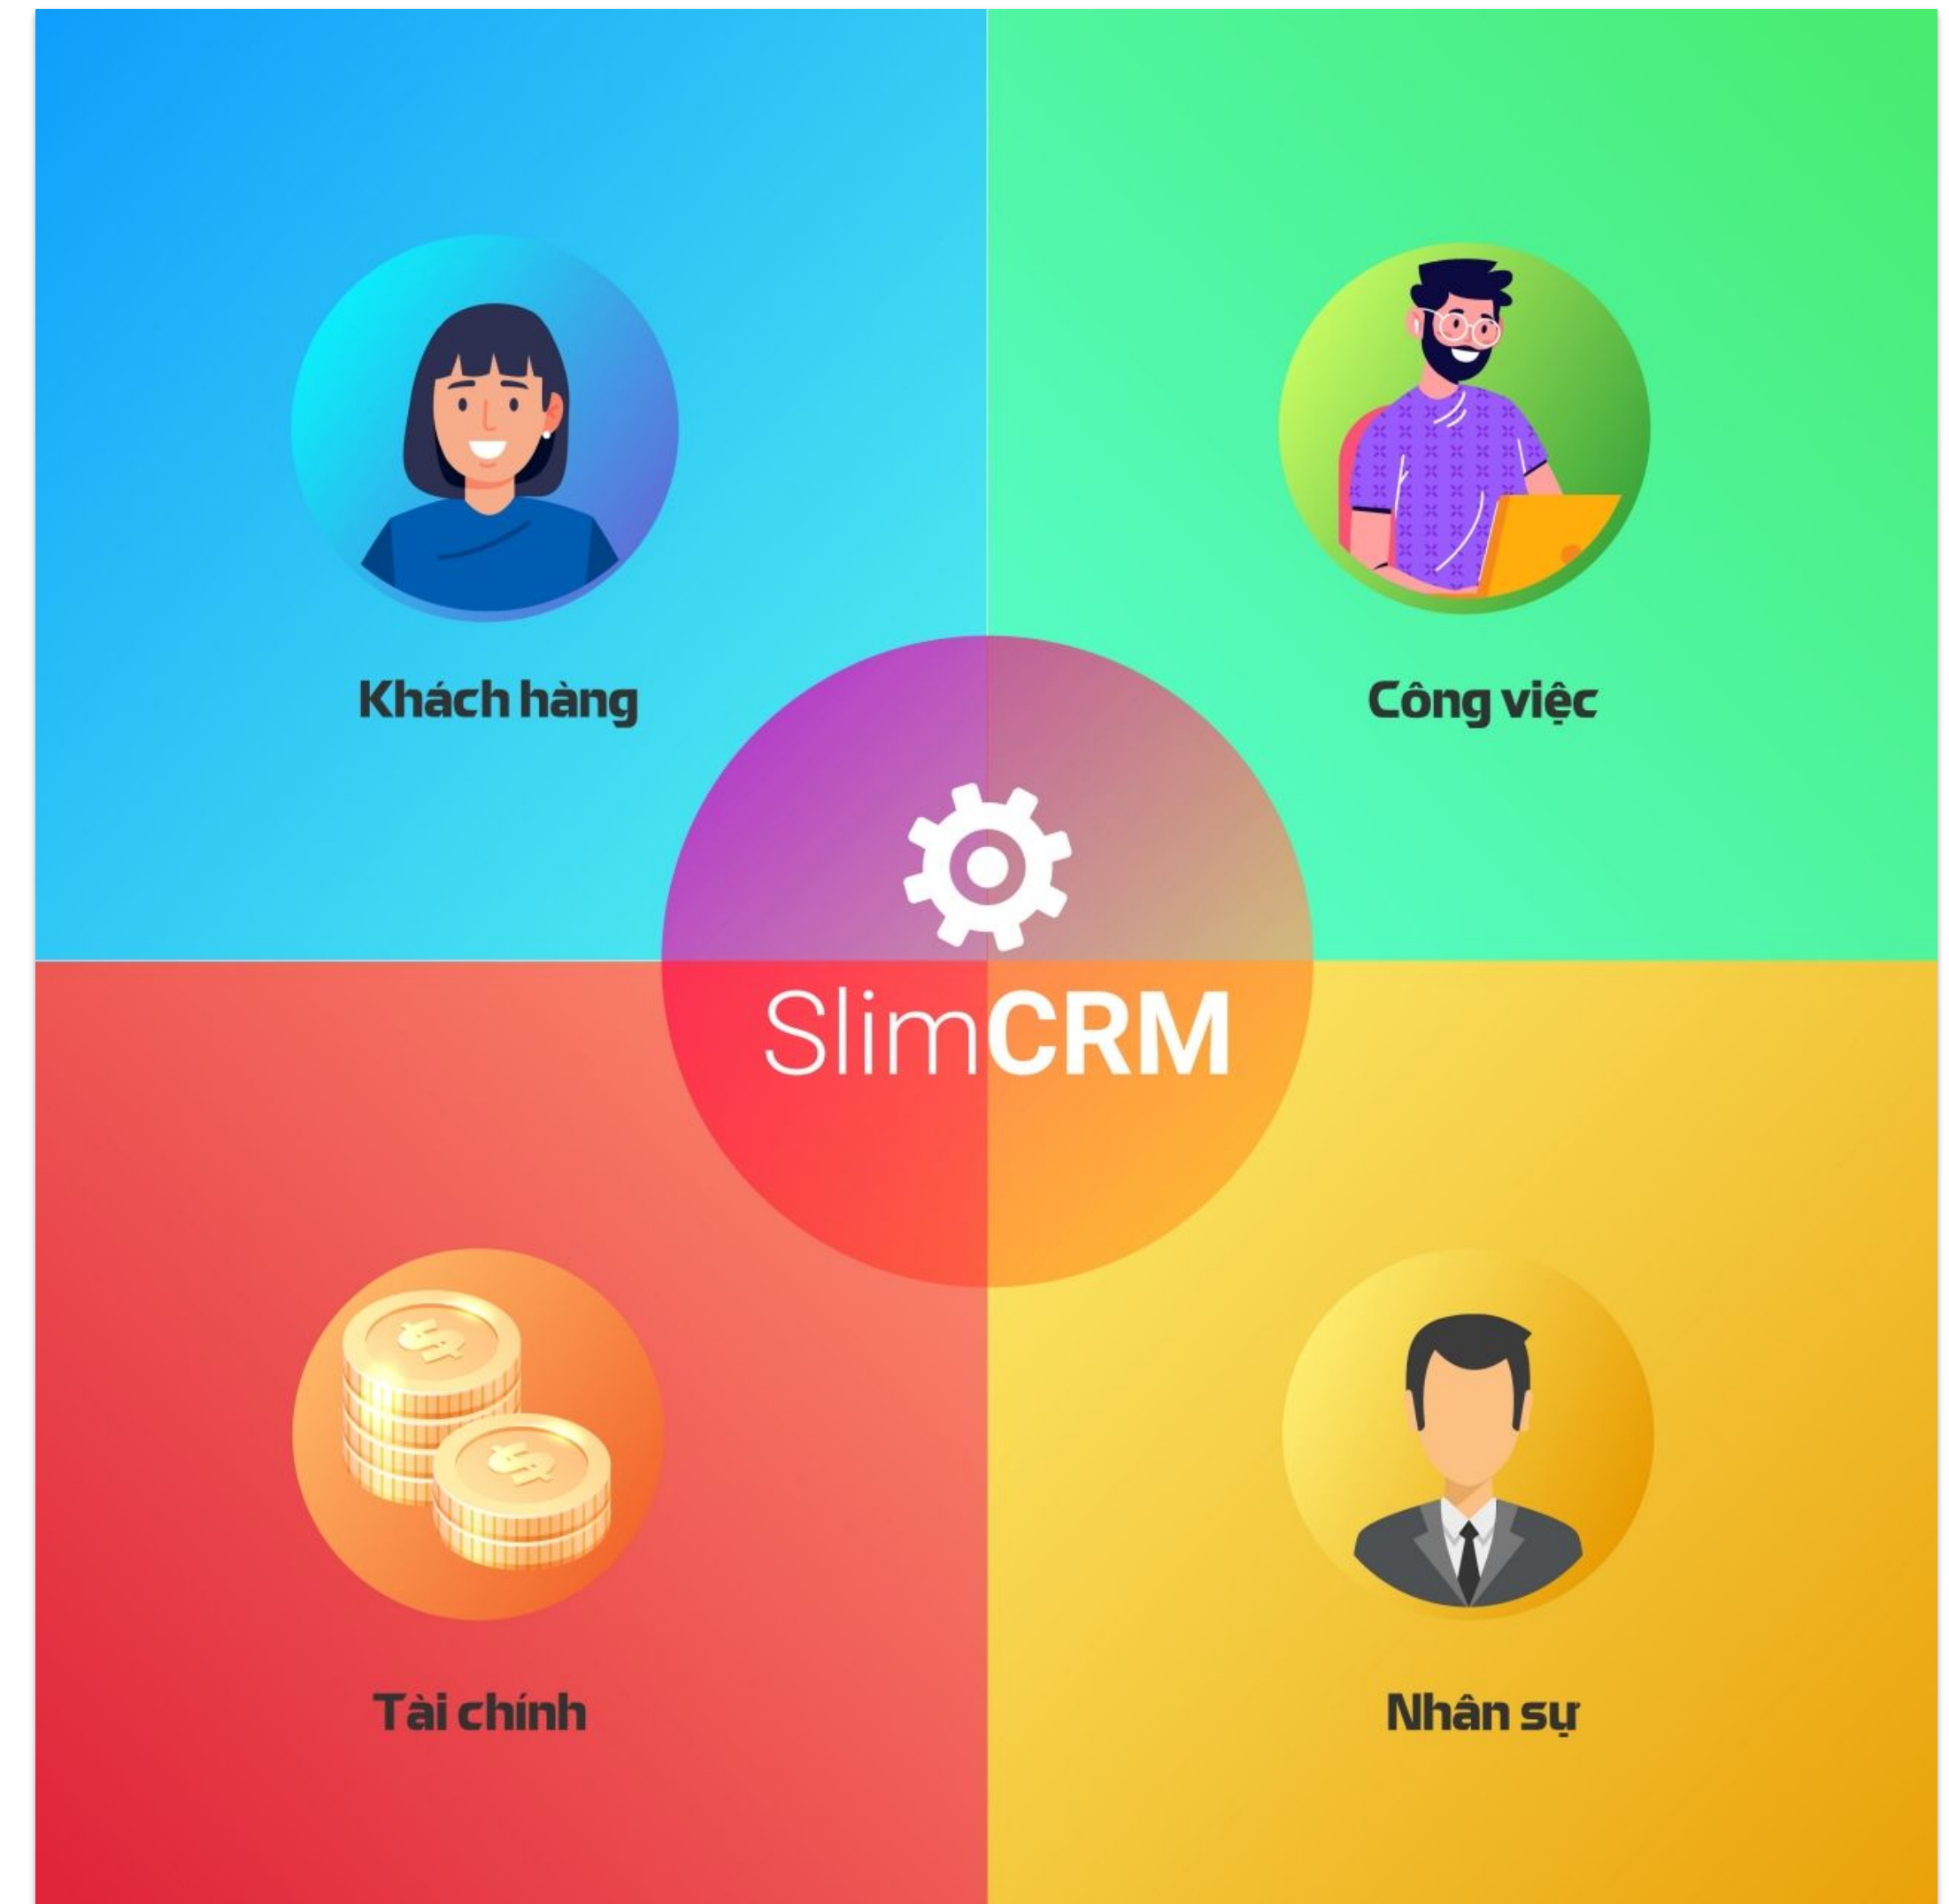 Khách hàng
Công việc
SlimCRM
Tài chính
Nhân sự